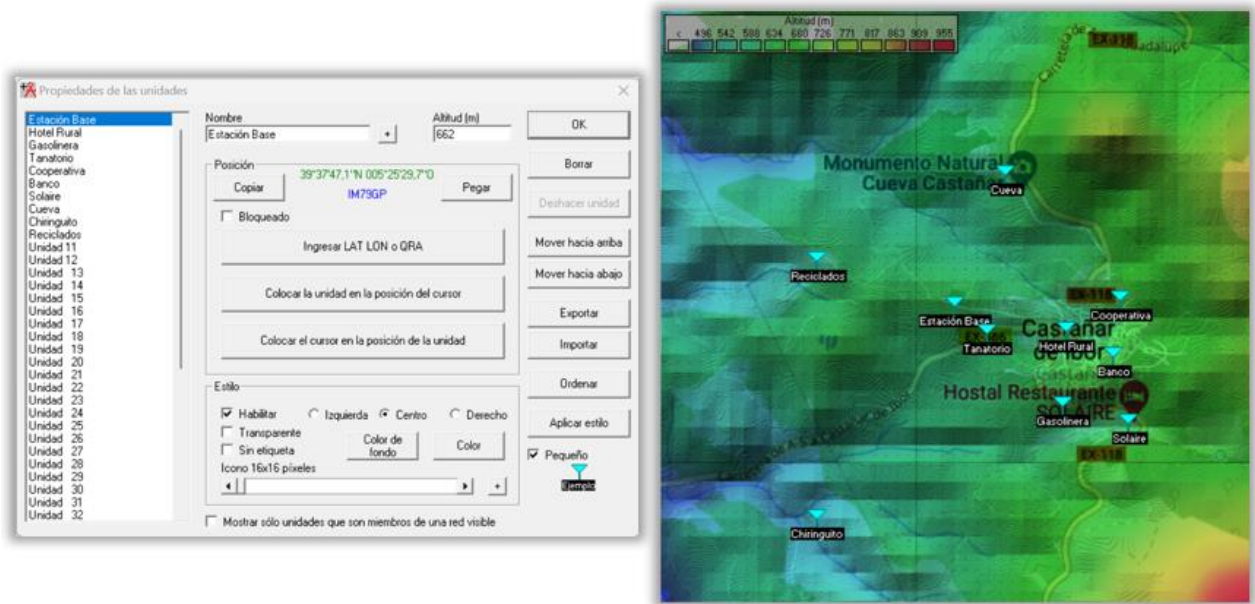 Propiedades de las unidades
Estación Base
Hotel Rural
Gasolinera
Tanatorio
Cooperativa
Banco
Solaire
Cueva
Chiringuito
Reciclados
Unidad 11
Unidad 12
Unidad 13
Unidad 14
Unidad 15
Unidad 16
Unidad 17
Unidad 18
Unidad 19
Unidad 20
Unidad 21
Unidad 22
Unidad 23
Unidad 24
Unidad 25
Unidad 26
Unidad 27
Unidad 28
Unidad 29
Unidad 30
Unidad 31
Unidad 32
Nombre
Estación Base
+
Altitud (m)
662
Posición
Copiar
39°37'47,1''N 005°25'29,7''O
IM79GP
Pegar
Bloqueado
Ingresar LAT LON o QRA
Colocar la unidad en la posición del cursor
Colocar el cursor en la posición de la unidad
Estilo
Habilitar
Izquierda
Centro
Derecho
Transparente
Sin etiqueta
Color de fondo
Color
Icono 16x16 píxeles
+
Mostrar sólo unidades que son miembros de una red visible
OK
Borrar
Deshacer unidad
Mover hacia arriba
Mover hacia abajo
Exportar
Importar
Ordenar
Aplicar estilo
Pequeño
Ejemplo
Altitud (m)
< 496 542 588 634 680 726 771 817 863 909 955
Carretera de
EX-118
adalupe
Monumento Natural
Cueva Castañar
Cueva
Reciclados
EX-118
Estación Base
Cooperativa
Castañar
Tanatorio
Hotel Rural
de Ibor
Banco
Hostal Restaurante
SOLAIRE
Gasolinera
Solaire
EX-118
Chiringuito